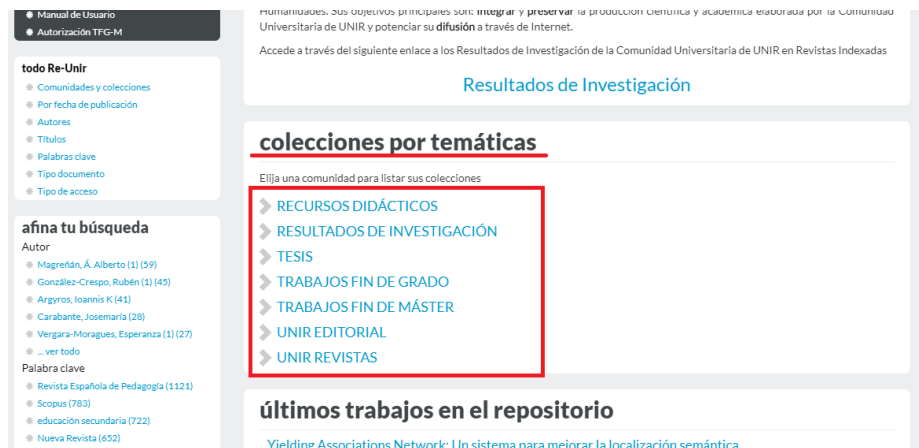 Manual de Usuario
Autorización TFG-M
todo Re-Unir
Comunidades y colecciones
Por fecha de publicación
Autores
Títulos
Palabras clave
Tipo documento
Tipo de acceso
afina tu búsqueda
Autor
Magreñán, Á. Alberto (1) (59)
González-Crespo, Rubén (1) (45)
Argyros, Ioannis K (41)
Carabante, Josemaría (28)
Vergara-Moragues, Esperanza (1) (27)
... ver todo
Palabra clave
Revista Española de Pedagogía (1121)
Scopus (783)
educación secundaria (722)
Nueva Revista (652)
Humanidades. Sus objetivos principales son: integrar y preservar la producción científica y académica elaborada por la Comunidad
Universitaria de UNIR y potenciar su difusión a través de Internet.
Accede a través del siguiente enlace a los Resultados de Investigación de la Comunidad Universitaria de UNIR en Revistas Indexadas
Resultados de Investigación
colecciones por temáticas
Elija una comunidad para listar sus colecciones
RECURSOS DIDÁCTICOS
RESULTADOS DE INVESTIGACIÓN
TESIS
TRABAJOS FIN DE GRADO
TRABAJOS FIN DE MÁSTER
UNIR EDITORIAL
UNIR REVISTAS
últimos trabajos en el repositorio
Yielding Associations Network: Un sistema para mejorar la localización semántica